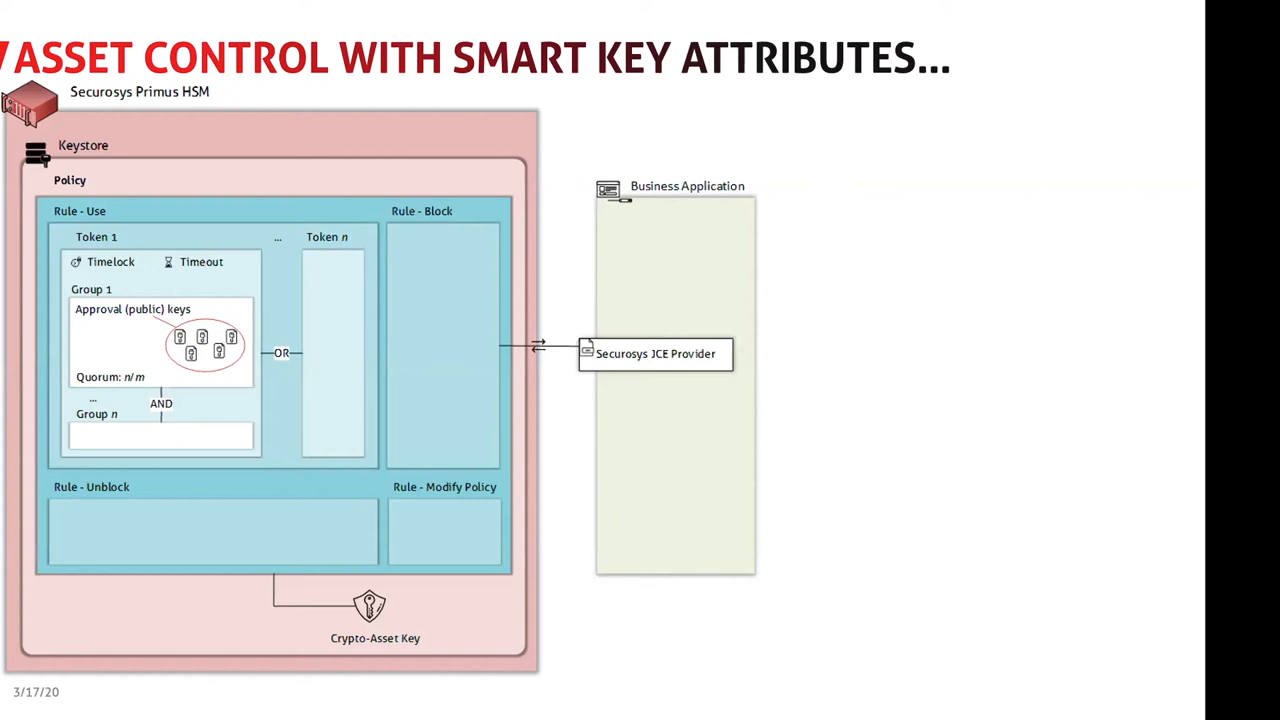 ASSET CONTROL WITH SMART KEY ATTRIBUTES...
Securosys Primus HSM
Keystore
Policy
Rule - Use
Rule - Block
Token 1
...
Token n
Timelock
Timeout
Group 1
Approval (public) keys
Quorum: n/m
OR
...
AND
Group n
Rule - Unblock
Rule - Modify Policy
Crypto-Asset Key
Business Application
Securosys JCE Provider
3/17/20